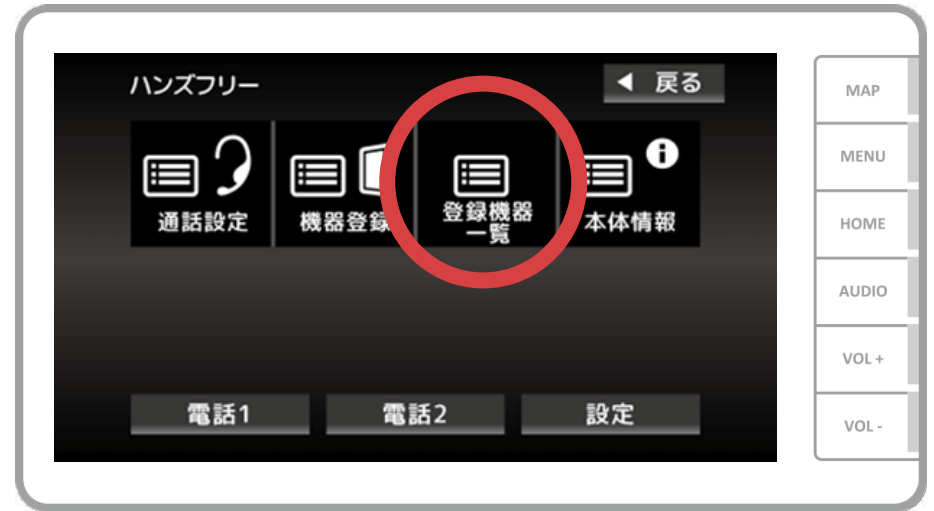 ハンズフリー
◀ 戻る
通話設定
機器登録
登録機器
一覧
本体情報
電話1
電話2
設定
MAP
MENU
HOME
AUDIO
VOL +
VOL -